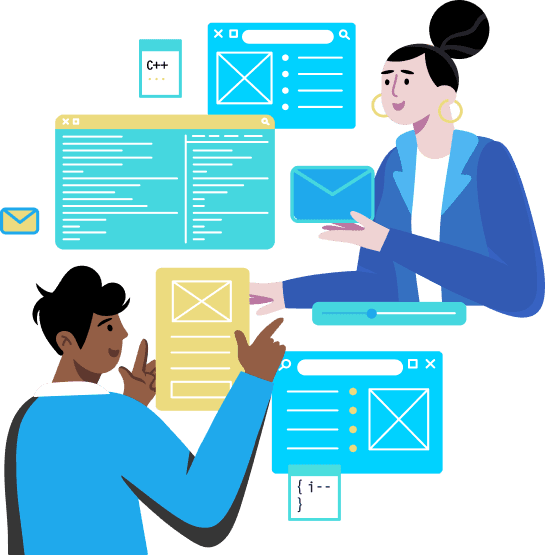 C++
{ i--
}